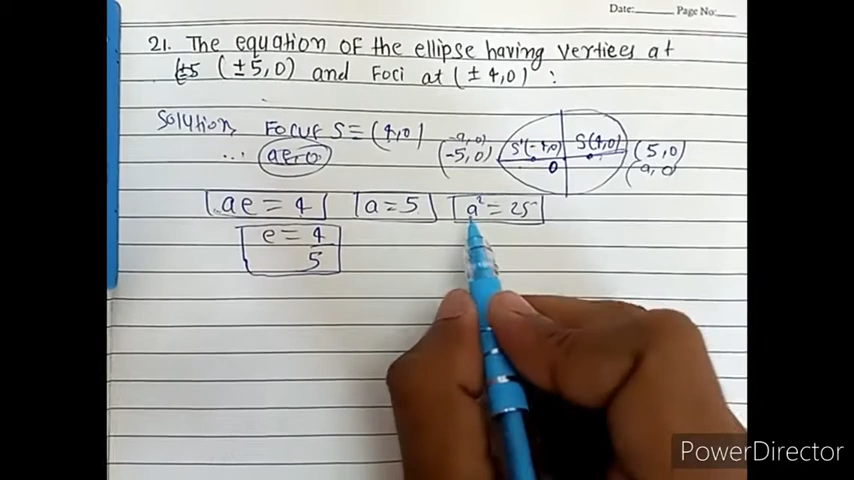 Date:_______ Page No:____
21. The equation of the ellipse having vertices at
(±5 (±5,0) and Foci at (±4,0) :
Solution, Focus S = (4,0)
∴ (ae,0)
(-a,0)
(-5,0)
S'(-4,0)
S(4,0)
0
(5,0)
(a,0
ae = 4 a = 5 a² = 25
e = 4
5
PowerDirector